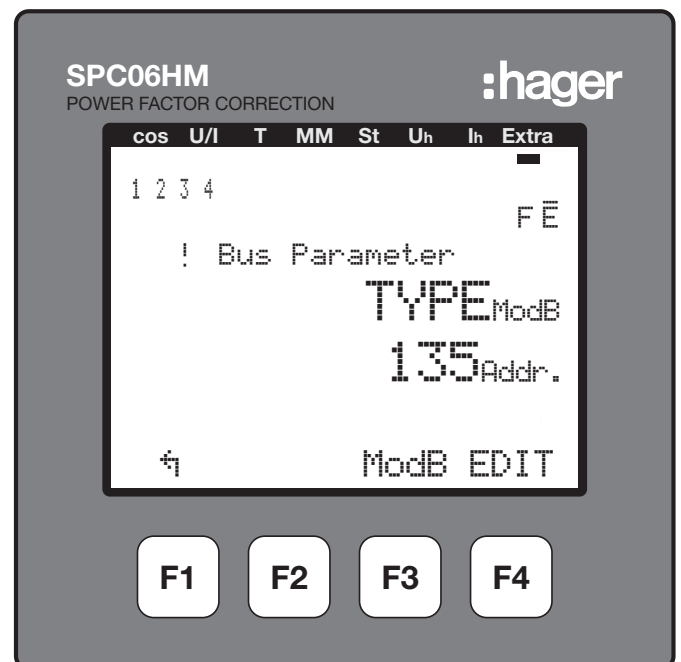 SPC06HM :hager
POWER FACTOR CORRECTION
cos U/I T MM St Uh Ih Extra
1 2 3 4
F Ē
! Bus Parameter
TYPE ModB
135 Addr.
ModB EDIT
F1 F2 F3 F4